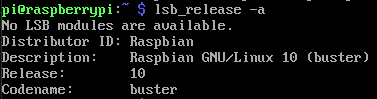 pi@raspberrypi:~ $ lsb_release -a
No LSB modules are available.
Distributor ID: Raspbian
Description:    Raspbian GNU/Linux 10 (buster)
Release:        10
Codename:       buster